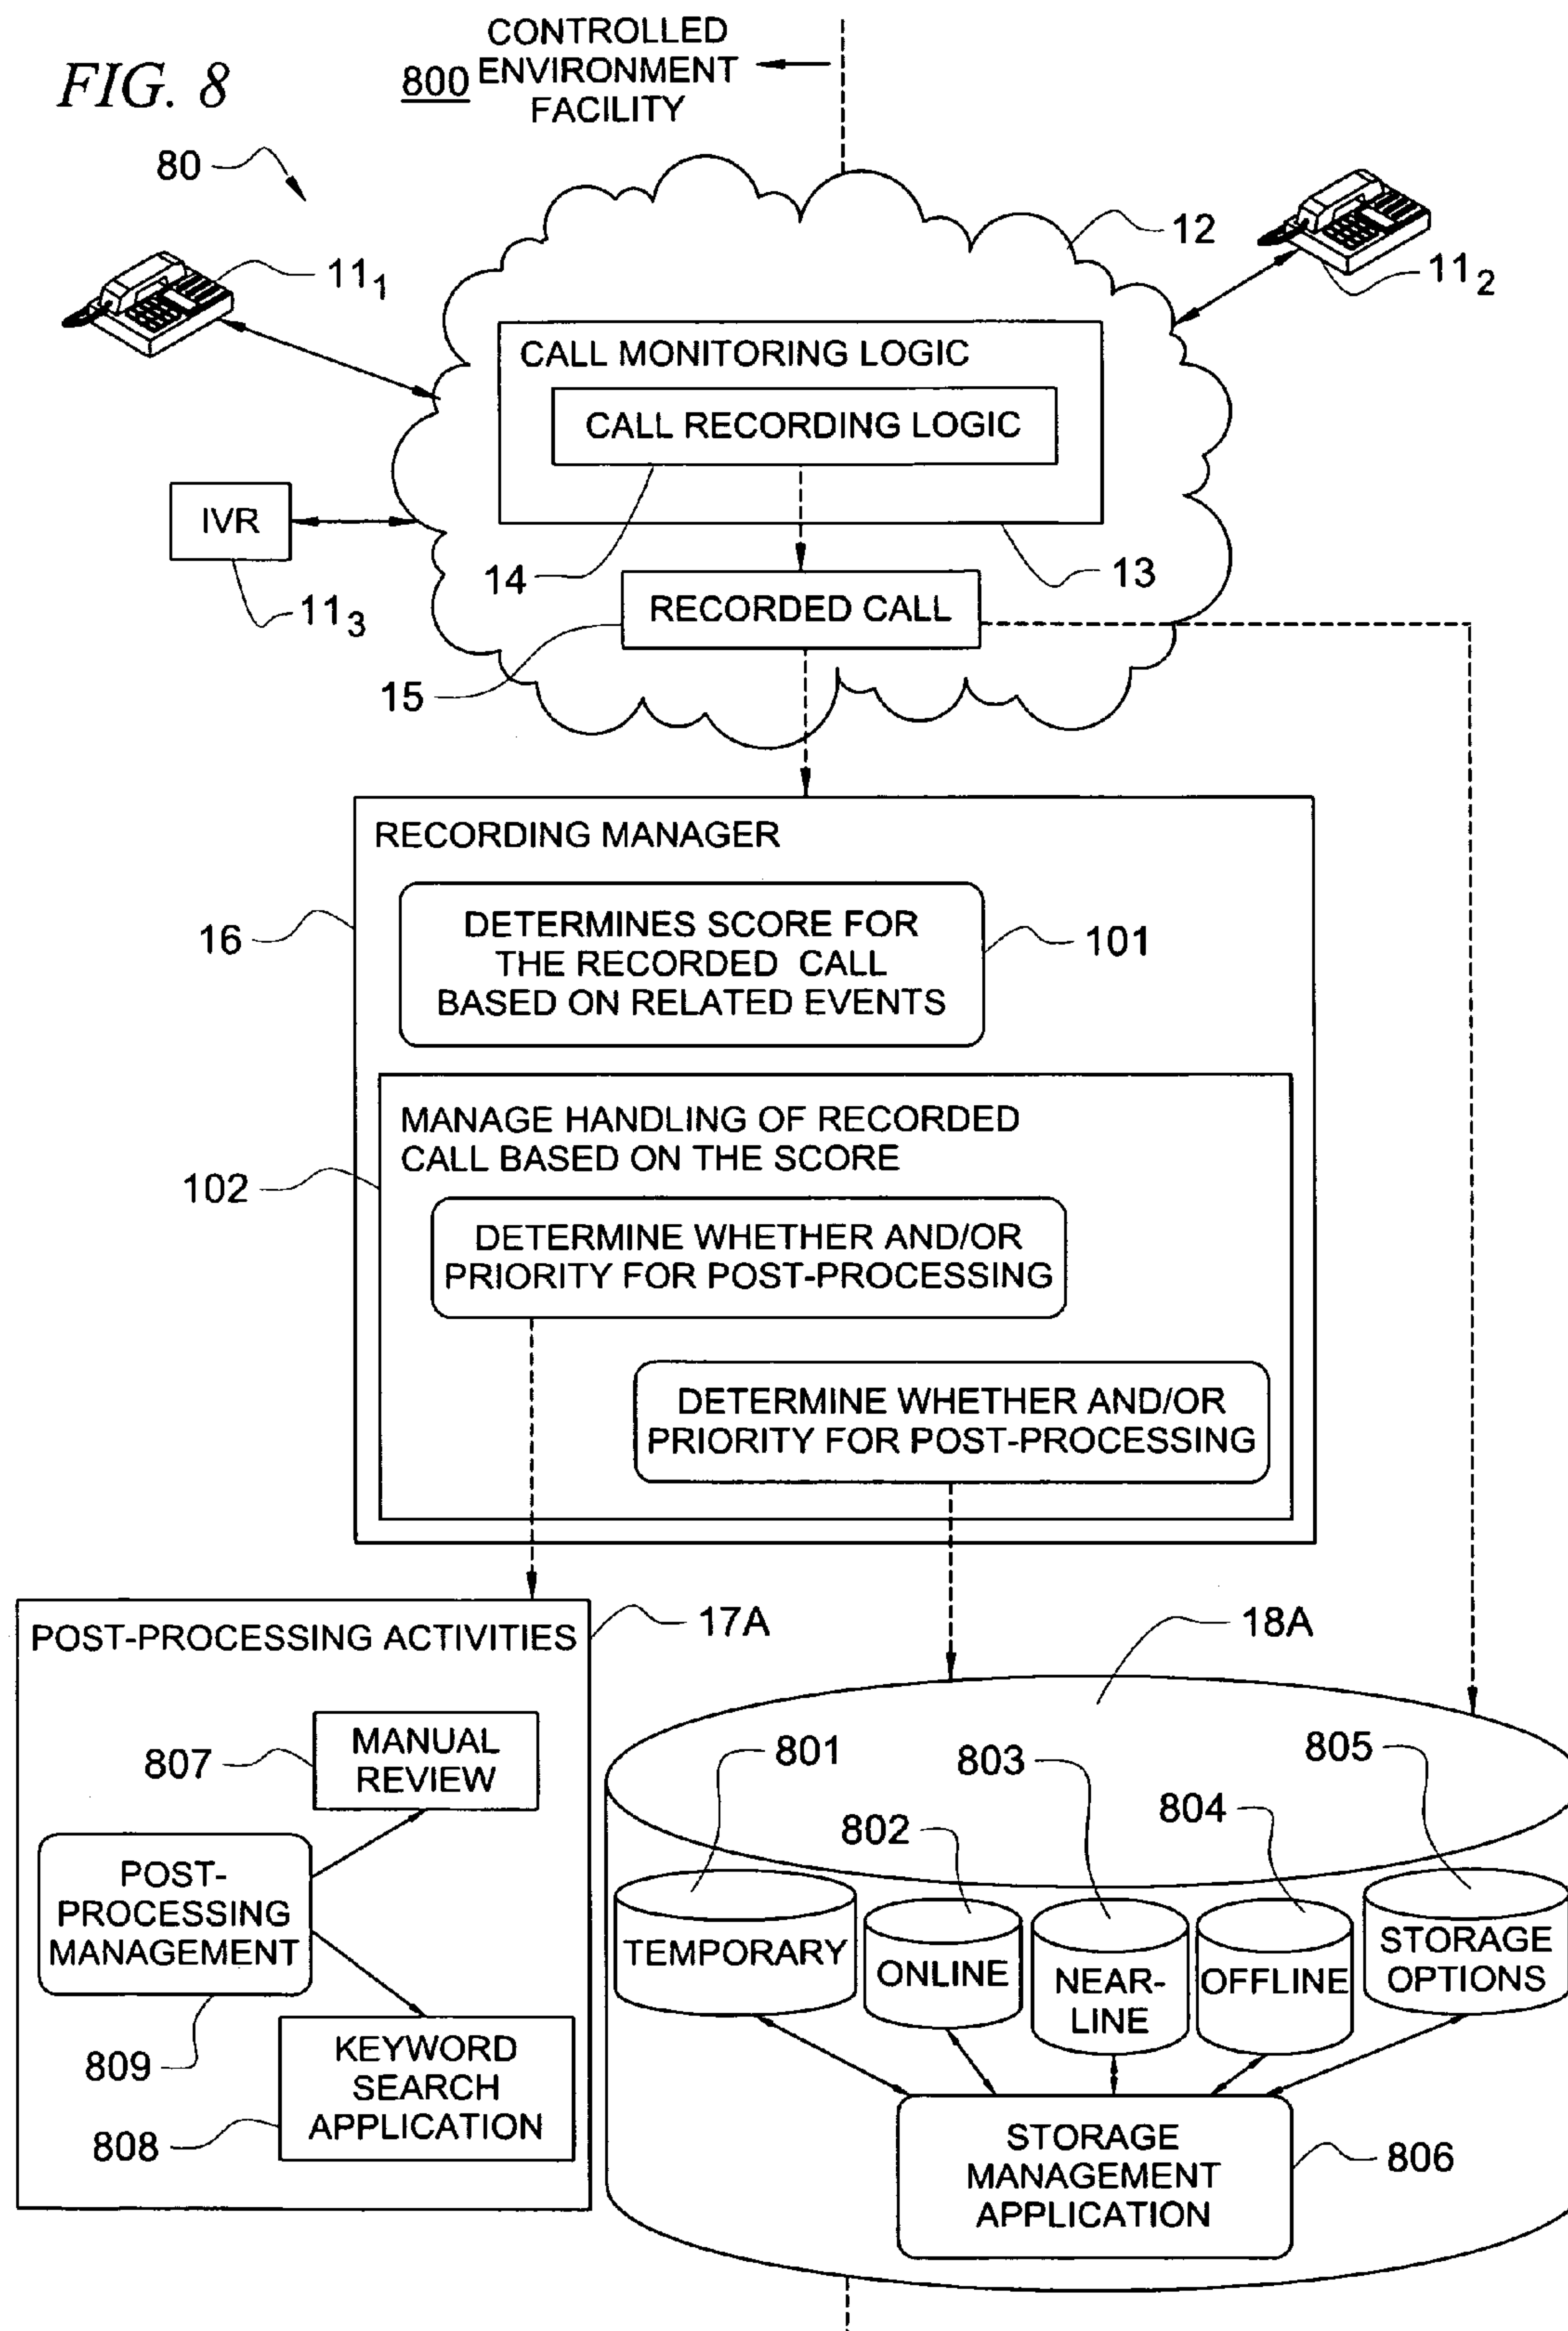 FIG. 8
800
CONTROLLED
ENVIRONMENT
FACILITY
80
12
11₁
11₂
CALL MONITORING LOGIC
CALL RECORDING LOGIC
IVR
14
13
11₃
RECORDED CALL
15
RECORDING MANAGER
16
DETERMINES SCORE FOR
THE RECORDED CALL
BASED ON RELATED EVENTS
101
MANAGE HANDLING OF RECORDED
CALL BASED ON THE SCORE
102
DETERMINE WHETHER AND/OR
PRIORITY FOR POST-PROCESSING
DETERMINE WHETHER AND/OR
PRIORITY FOR POST-PROCESSING
POST-PROCESSING ACTIVITIES
17A
18A
807
MANUAL
REVIEW
801
802
803
804
805
POST-
PROCESSING
MANAGEMENT
TEMPORARY
ONLINE
NEAR-
LINE
OFFLINE
STORAGE
OPTIONS
809
KEYWORD
SEARCH
APPLICATION
808
STORAGE
MANAGEMENT
APPLICATION
806